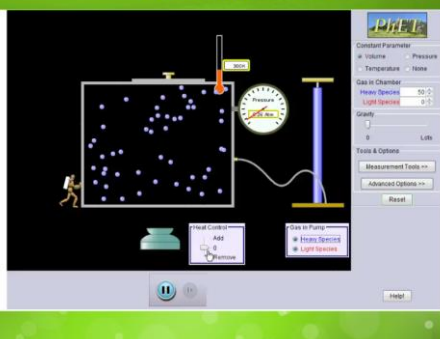 PhET
Constant Parameter
Volume Pressure
Temperature None
Gas in Chamber
Heavy Species 50
Light Species 0
Gravity
0 Lots
Tools & Options
Measurement Tools >>
Advanced Options >>
Reset
300K
Pressure
Heat Control
Add
0
Remove
Gas in Pump
Heavy Species
Light Species
Help!